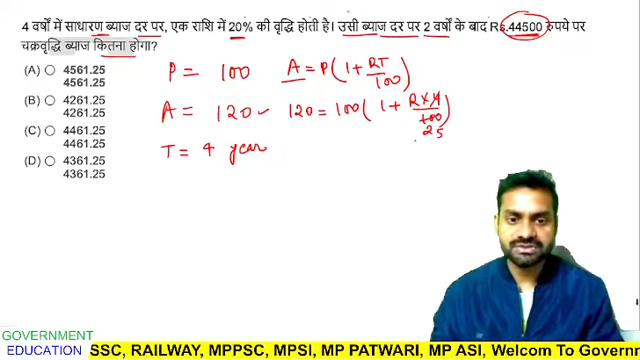 4 वर्षों में साधारण ब्याज दर पर, एक राशि में 20% की वृद्धि होती है। उसी ब्याज दर पर 2 वर्षों के बाद Rs.44500 रुपये पर
चक्रवृद्धि ब्याज कितना होगा?
(A) 4561.25
4561.25
(B) 4261.25
4261.25
(C) 4461.25
4461.25
(D) 4361.25
4361.25
P = 100 A = P(1 + RT/100)
A = 120 120 = 100(1 + R×4/100)
25
T = 4 year
GOVERNMENT
EDUCATION
SSC, RAILWAY, MPPSC, MPSI, MP PATWARI, MP ASI, Welcom To Governr